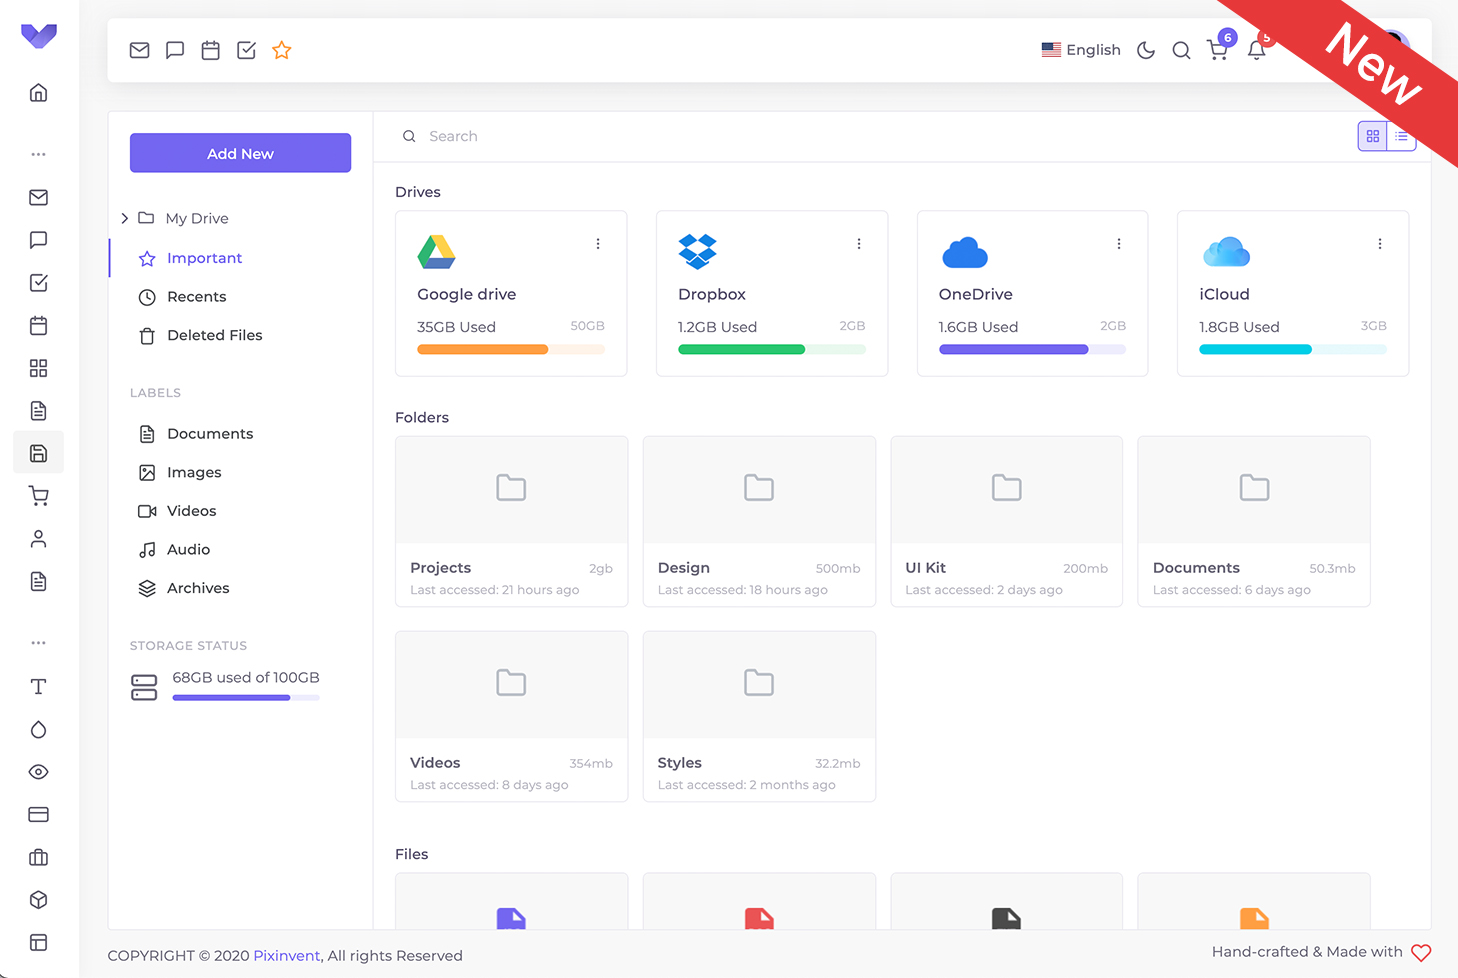 English
6
5
New
Add New
Search
My Drive
Important
Recents
Deleted Files
LABELS
Documents
Images
Videos
Audio
Archives
STORAGE STATUS
68GB used of 100GB
Drives
Google drive
35GB Used 50GB
Dropbox
1.2GB Used 2GB
OneDrive
1.6GB Used 2GB
iCloud
1.8GB Used 3GB
Folders
Projects 2gb
Last accessed: 21 hours ago
Design 500mb
Last accessed: 18 hours ago
UI Kit 200mb
Last accessed: 2 days ago
Documents 50.3mb
Last accessed: 6 days ago
Videos 354mb
Last accessed: 8 days ago
Styles 32.2mb
Last accessed: 2 months ago
Files
COPYRIGHT © 2020 Pixinvent, All rights Reserved
Hand-crafted & Made with